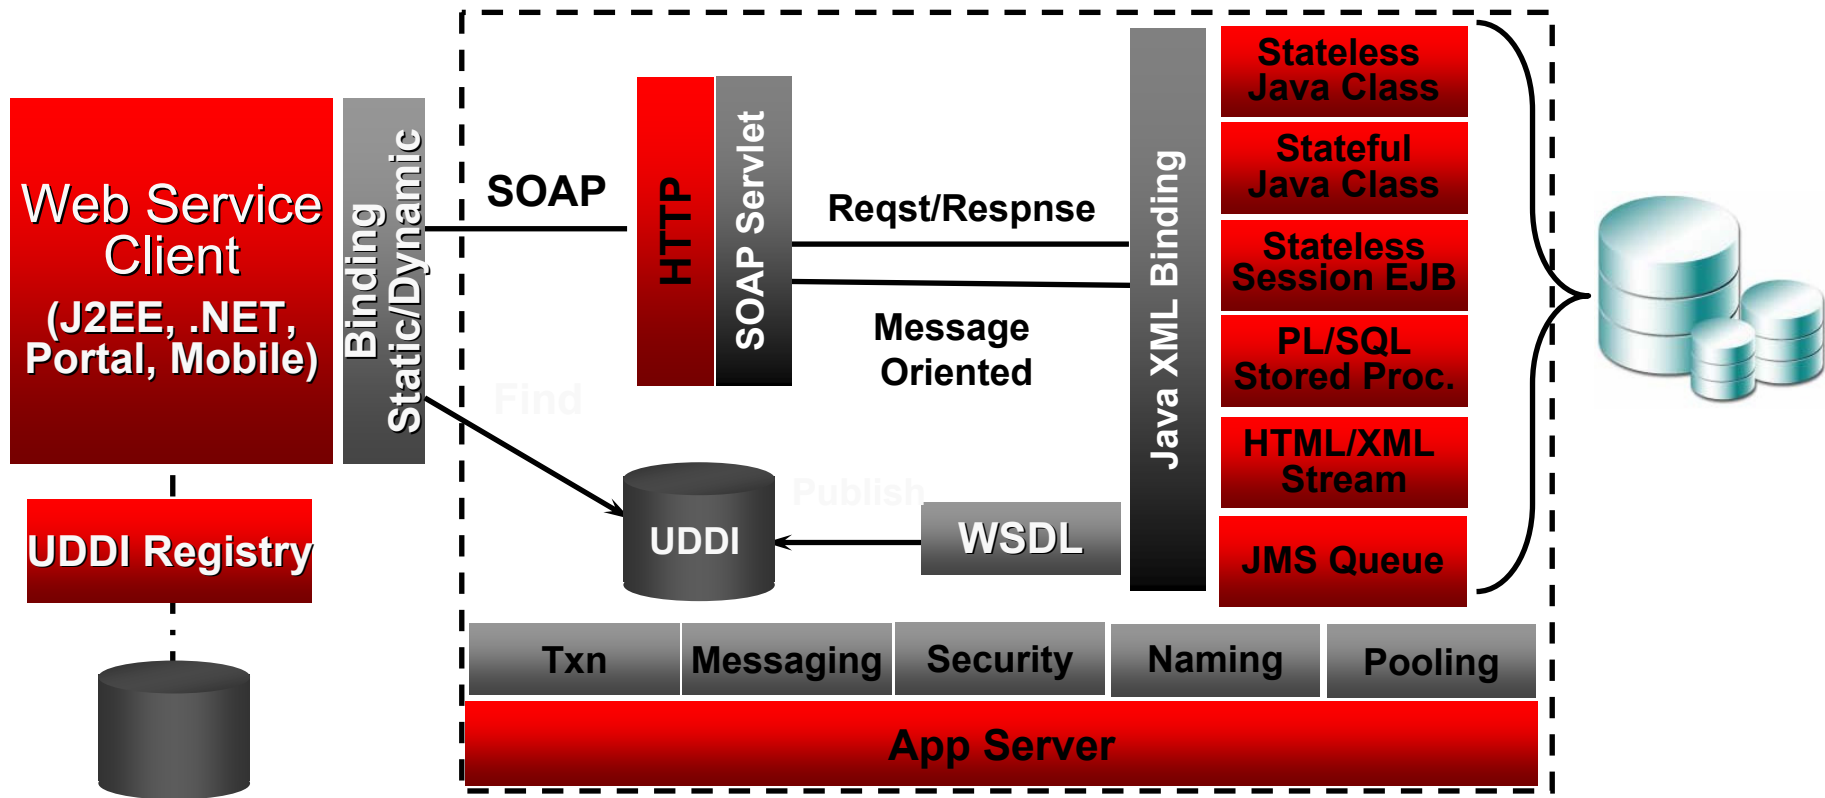 Web Service
Client
(J2EE, .NET,
Portal, Mobile)
Binding
Static/Dynamic
UDDI Registry
SOAP
Find
HTTP
SOAP Servlet
Reqst/Respnse
Message
Oriented
UDDI
Publish
WSDL
Java XML Binding
Stateless
Java Class
Stateful
Java Class
Stateless
Session EJB
PL/SQL
Stored Proc.
HTML/XML
Stream
JMS Queue
Txn
Messaging
Security
Naming
Pooling
App Server